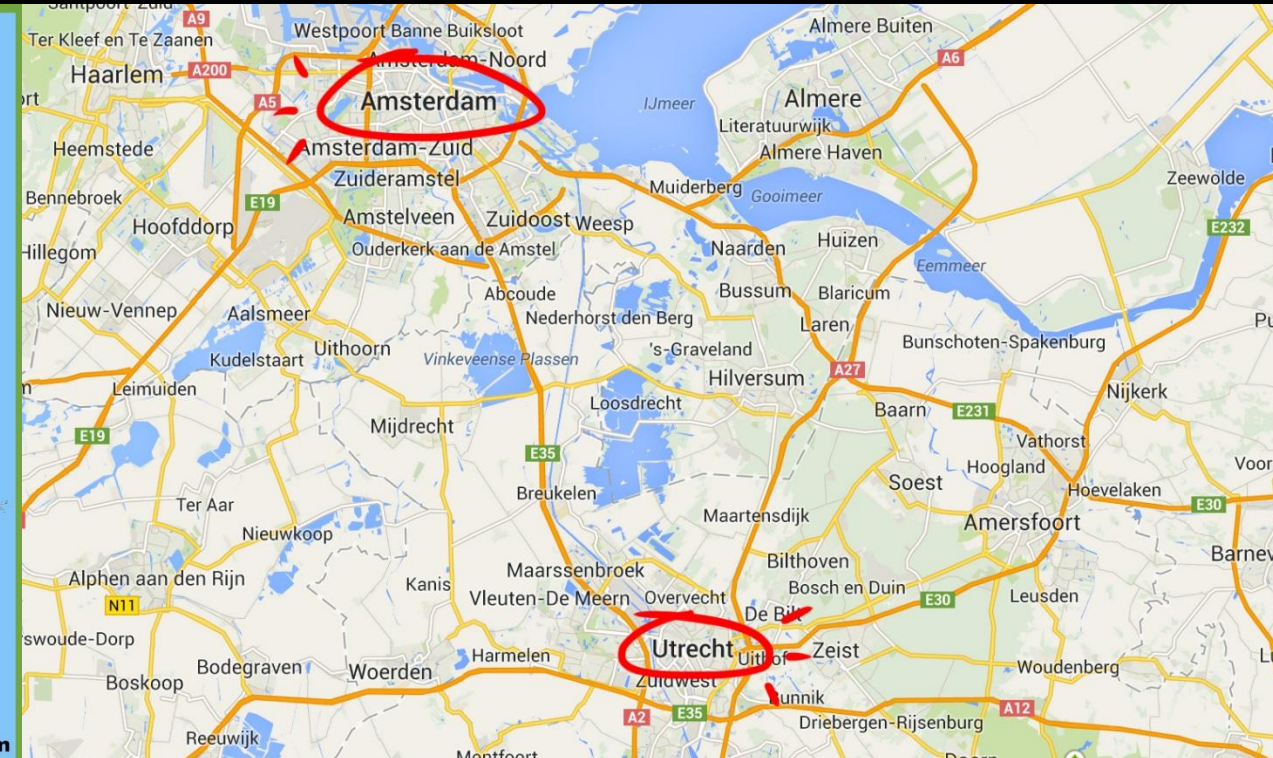 Santpoort-Zuid
A9
Westpoort Banne Buiksloot
Almere Buiten
Ter Kleef en Te Zaanen
Amsterdam-Noord
A6
Haarlem
A200
A5
Amsterdam
IJmeer
Almere
Literatuurwijk
Heemstede
Amsterdam-Zuid
Almere Haven
Zuideramstel
Muiderberg
Zeewolde
Bennebroek
E19
Gooimeer
Hoofddorp
Amstelveen
Zuidoost
Weesp
E232
Hillegom
Ouderkerk aan de Amstel
Naarden
Huizen
Eemmeer
Abcoude
Bussum
Blaricum
Nieuw-Vennep
Aalsmeer
Nederhorst den Berg
Laren
Kudelstaart
Uithoorn
Vinkeveense Plassen
's-Graveland
Bunschoten-Spakenburg
Hilversum
A27
Leimuiden
Loosdrecht
Baarn
E231
Nijkerk
Mijdrecht
E19
E35
Vathorst
Hoogland
Soest
Hoevelaken
Breukelen
Ter Aar
E30
Maartensdijk
Amersfoort
Nieuwkoop
Bilthoven
Alphen aan den Rijn
Maarssenbroek
Kanis
Vleuten-De Meern
Overvecht
Bosch en Duin
E30
Leusden
N11
De Bilt
Utrecht
Uithof
Zeist
Harmelen
Bodegraven
Woerden
Woudenberg
Boskoop
Zuidwest
Bunnik
A2
E35
A12
Driebergen-Rijsenburg
Reeuwijk
Montfoort
Doorn